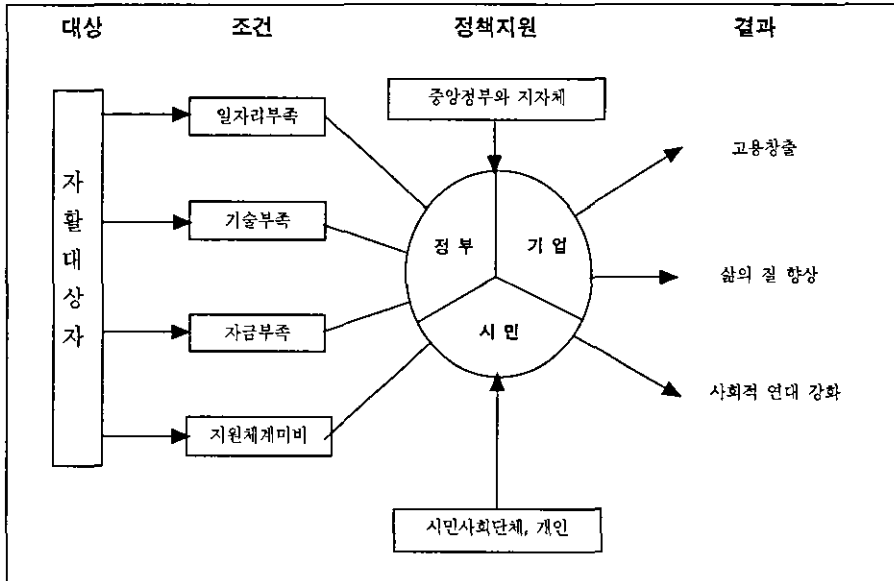 대상 조건 정책지원 결과
자활대상자
일자리부족
기술부족
자금부족
지원체계미비
중앙정부와 지자체
정 부
기 업
시 민
시민사회단체, 개인
고용창출
삶의 질 향상
사회적 연대 강화